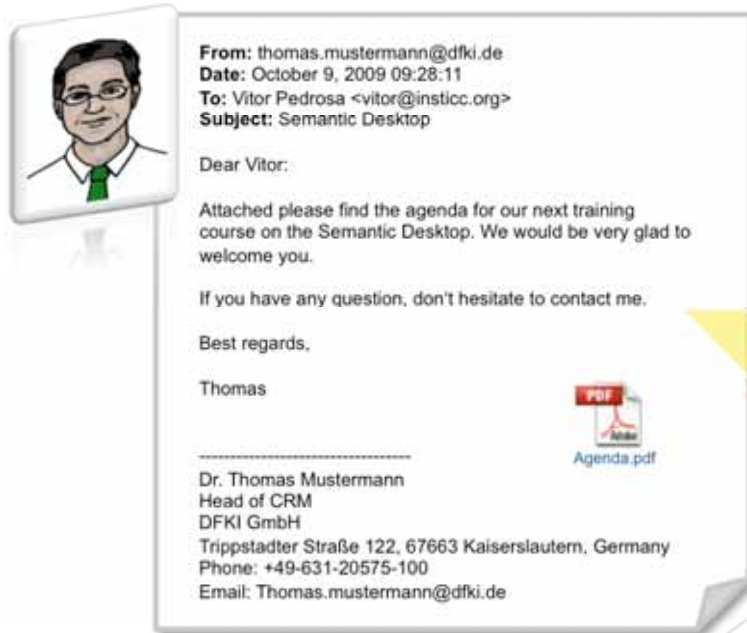 From: thomas.mustermann@dfki.de
Date: October 9, 2009 09:28:11
To: Vitor Pedrosa <vitor@insticc.org>
Subject: Semantic Desktop
Dear Vitor:
Attached please find the agenda for our next training
course on the Semantic Desktop. We would be very glad to
welcome you.
If you have any question, don't hesitate to contact me.
Best regards,
Thomas
PDF
Adobe
Agenda.pdf
----------------------------------
Dr. Thomas Mustermann
Head of CRM
DFKI GmbH
Trippstadter Straße 122, 67663 Kaiserslautern, Germany
Phone: +49-631-20575-100
Email: Thomas.mustermann@dfki.de